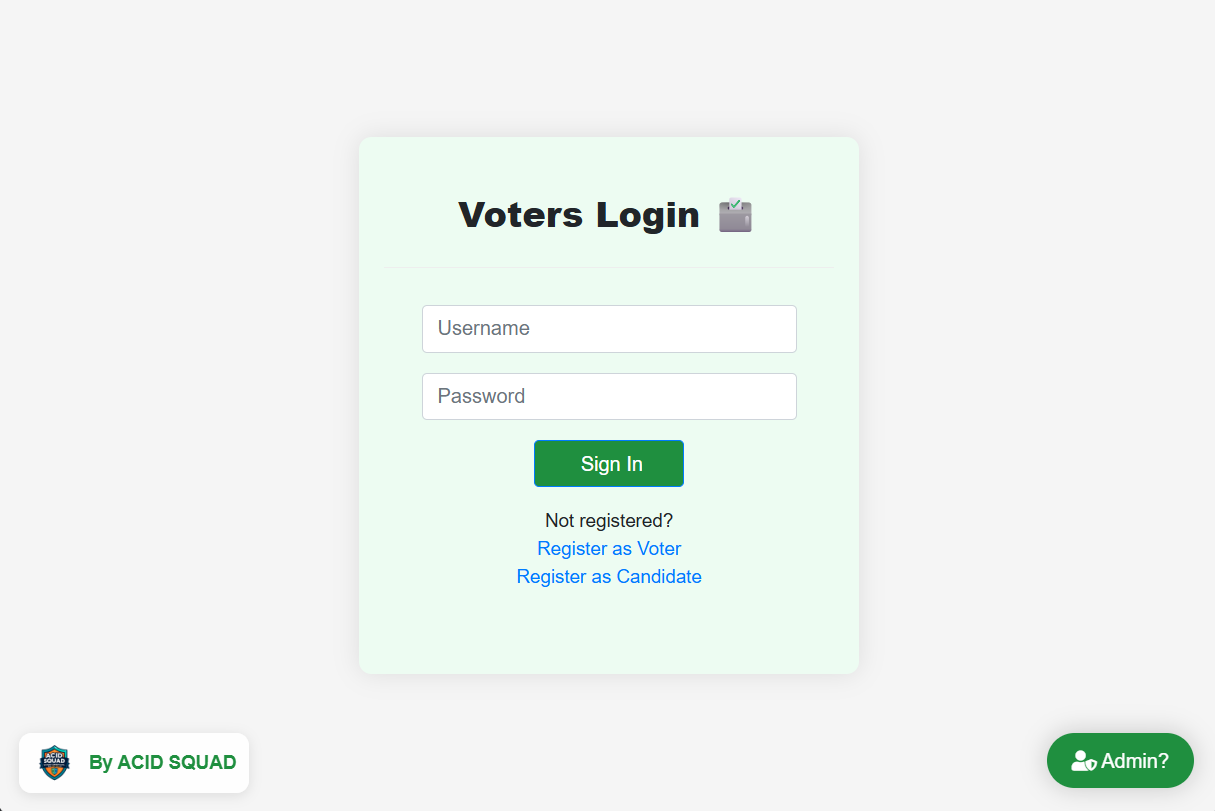 Voters Login
Username
Password
Sign In
Not registered?
Register as Voter
Register as Candidate
ACID
SQUAD
By ACID SQUAD
Admin?